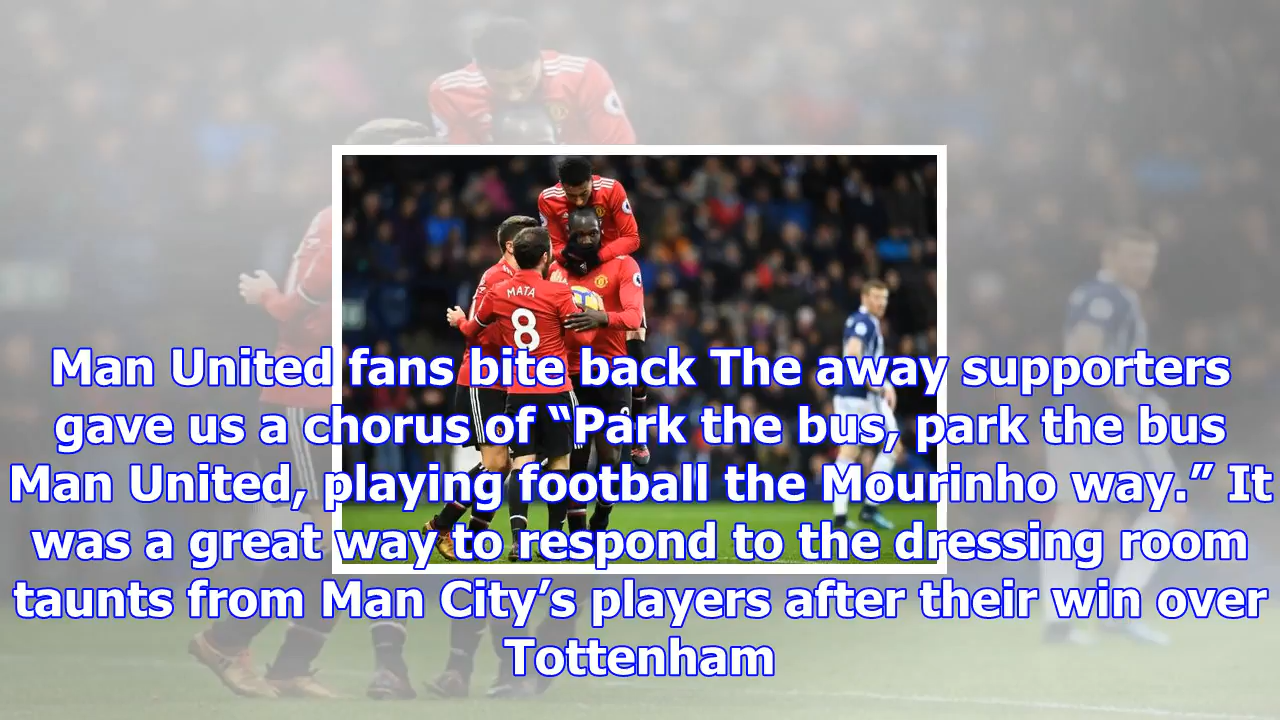 MATA
8
Man United fans bite back The away supporters
gave us a chorus of “Park the bus, park the bus
Man United, playing football the Mourinho way.” It
was a great way to respond to the dressing room
taunts from Man City’s players after their win over
Tottenham